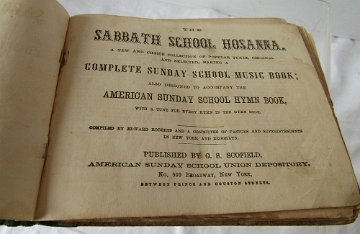 THE
SABBATH SCHOOL HOSANNA,
A NEW AND CHOICE COLLECTION OF POPULAR TUNES, ORIGINAL
AND SELECTED, MAKING A
COMPLETE SUNDAY SCHOOL MUSIC BOOK;
ALSO DESIGNED TO ACCOMPANY THE
AMERICAN SUNDAY SCHOOL HYMN BOOK,
WITH A TUNE FOR EVERY HYMN IN THE HYMN BOOK.
COMPILED BY EDWARD ROGERS AND A COMMITTEE OF PASTORS AND SUPERINTENDENTS
IN NEW YORK AND BROOKLYN.
PUBLISHED BY G. S. SCOFIELD,
AMERICAN SUNDAY SCHOOL UNION DEPOSITORY,
No. 599 BROADWAY, NEW YORK,
BETWEEN PRINCE AND HOUSTON STREETS.